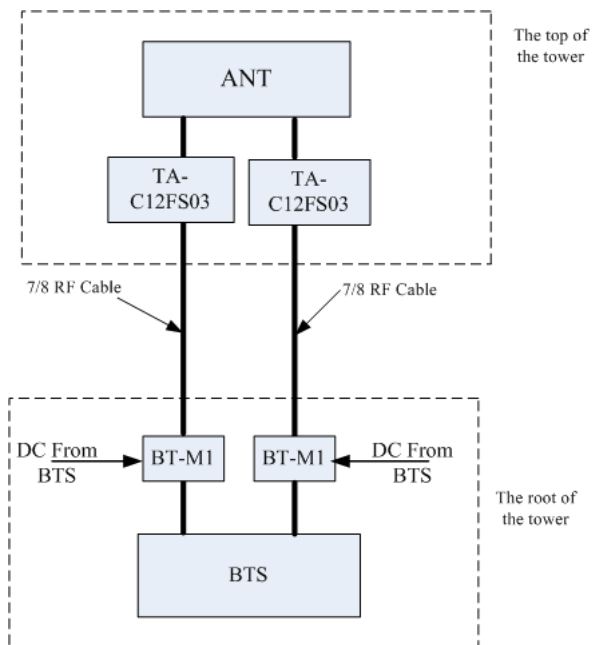 The top of
the tower
ANT
TA-
C12FS03
TA-
C12FS03
7/8 RF Cable
7/8 RF Cable
DC From
BTS
BT-M1
BT-M1
DC From
BTS
The root of
the tower
BTS